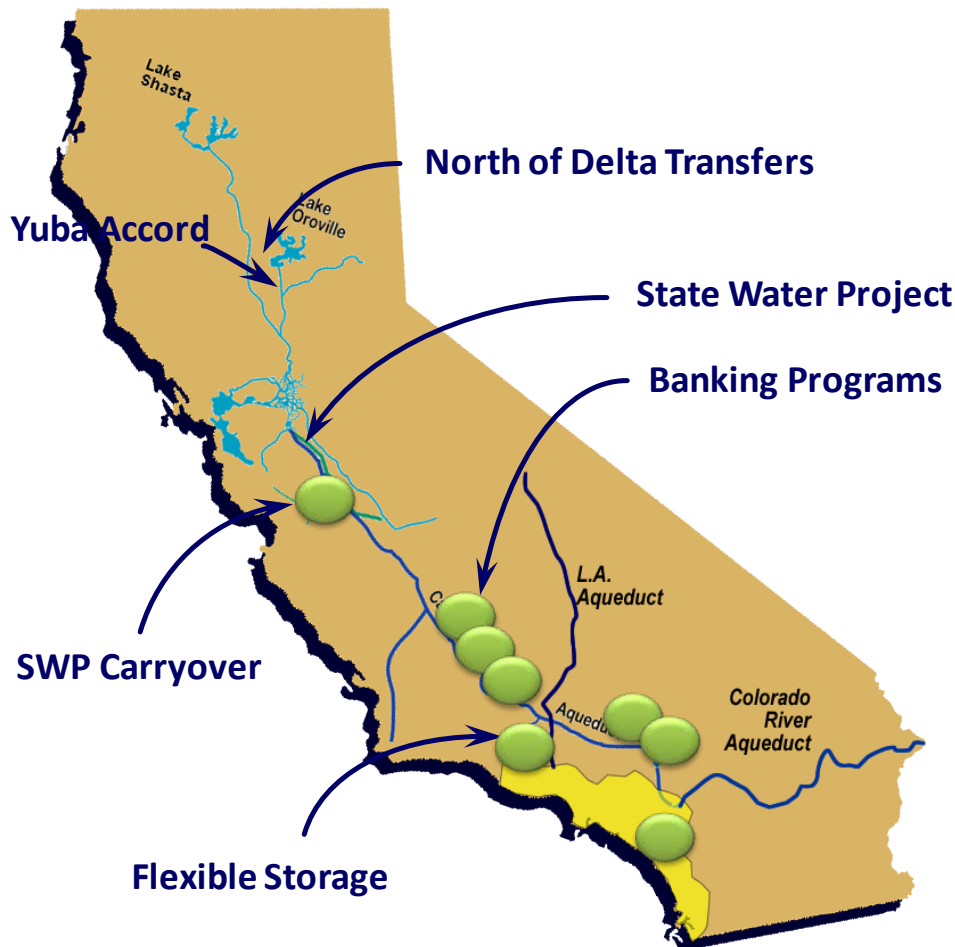 Lake
Shasta
North of Delta Transfers
Lake
Oroville
Yuba Accord
State Water Project
Banking Programs
L.A.
Aqueduct
SWP Carryover
Colorado
River
Aqueduct
Aqueduct
Flexible Storage